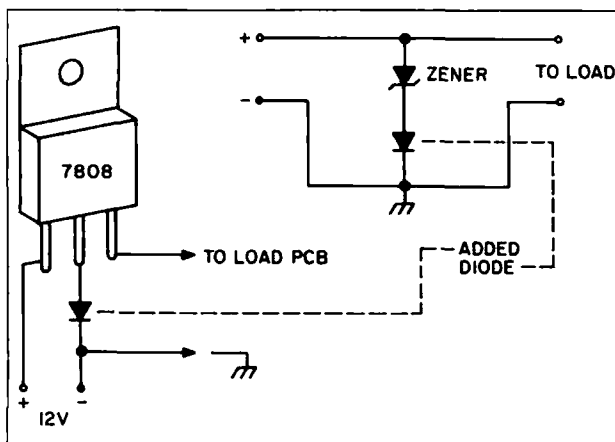 +
ZENER
TO LOAD
-
7808
TO LOAD PCB
ADDED
DIODE
+ -
12V